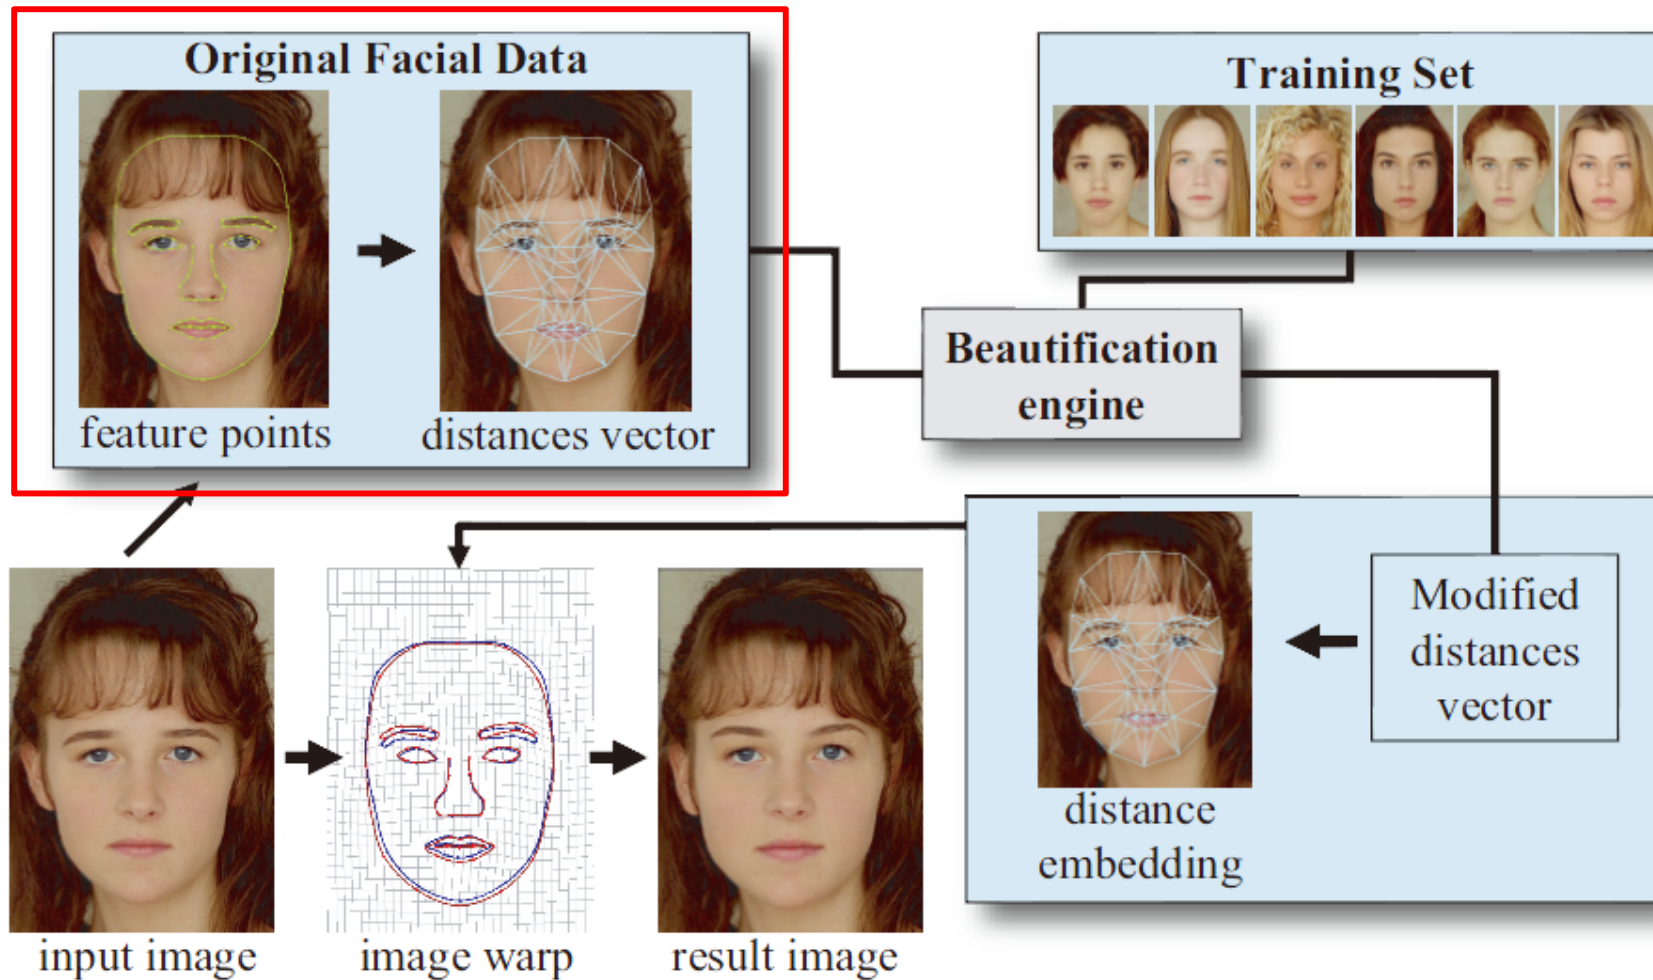 Original Facial Data
feature points
distances vector
Training Set
Beautification
engine
Modified
distances
vector
distance
embedding
input image
image warp
result image